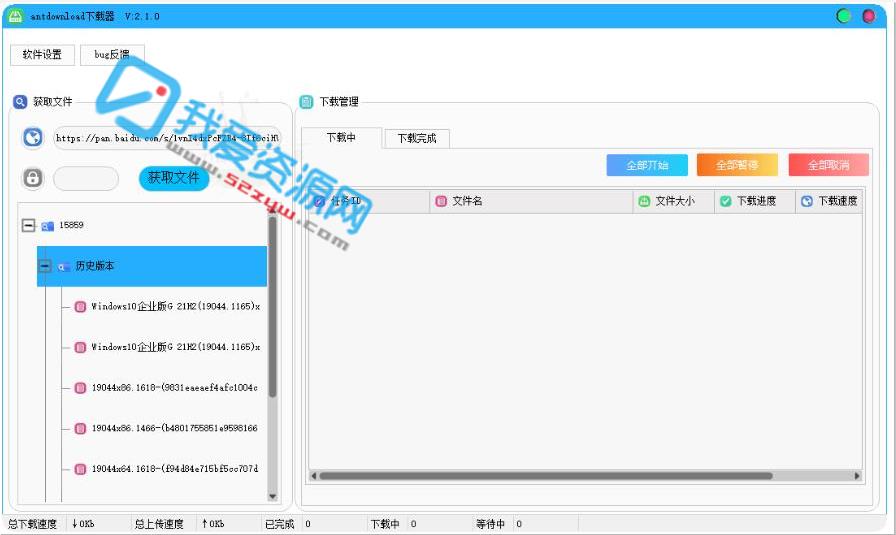 antdownload下载器 V:2.1.0
软件设置 bug反馈
获取文件
https://pan.baidu.com/s/
获取文件
15859
历史版本
Windows10企业版G 21H2(19044.1165)x
Windows10企业版G 21H2(19044.1165)x
19044x86.1618-(9831eaeaef4afc1004c
19044x86.1466-(b4801755851e9598166
19044x64.1618-(f94d84e715bf5cc707d
下载管理
下载中 下载完成
全部开始 全部暂停 全部取消
任务ID 文件名 文件大小 下载进度 下载速度
我爱资源网
www.52zyw.com
总下载速度 ↓0Kb 总上传速度 ↑0Kb 已完成 0 下载中 0 等待中 0